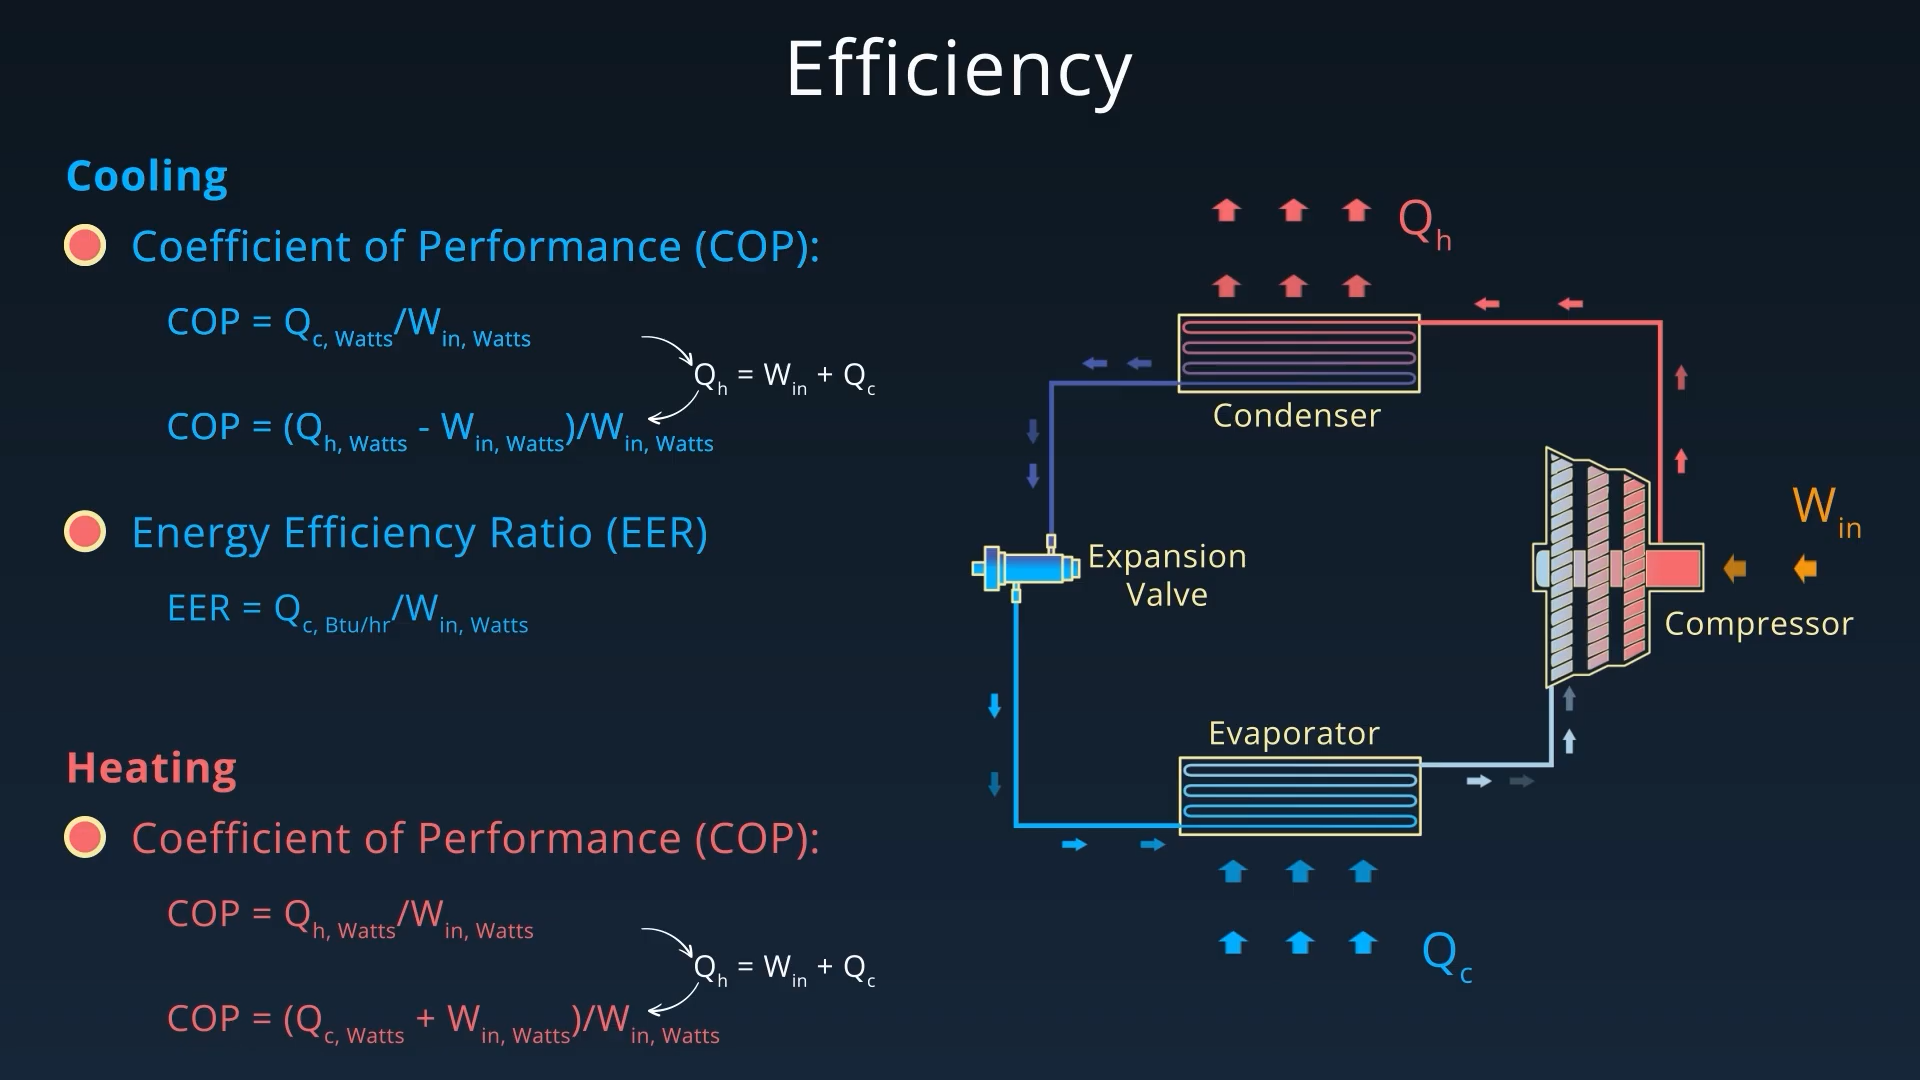 Efficiency
Cooling
Coefficient of Performance (COP):
COP = Qc, Watts/Win, Watts
Qh = Win + Qc
COP = (Qh, Watts - Win, Watts)/Win, Watts
Energy Efficiency Ratio (EER)
EER = Qc, Btu/hr/Win, Watts
Heating
Coefficient of Performance (COP):
COP = Qh, Watts/Win, Watts
Qh = Win + Qc
COP = (Qc, Watts + Win, Watts)/Win, Watts
Qh
Condenser
Win
Expansion
Valve
Compressor
Evaporator
Qc